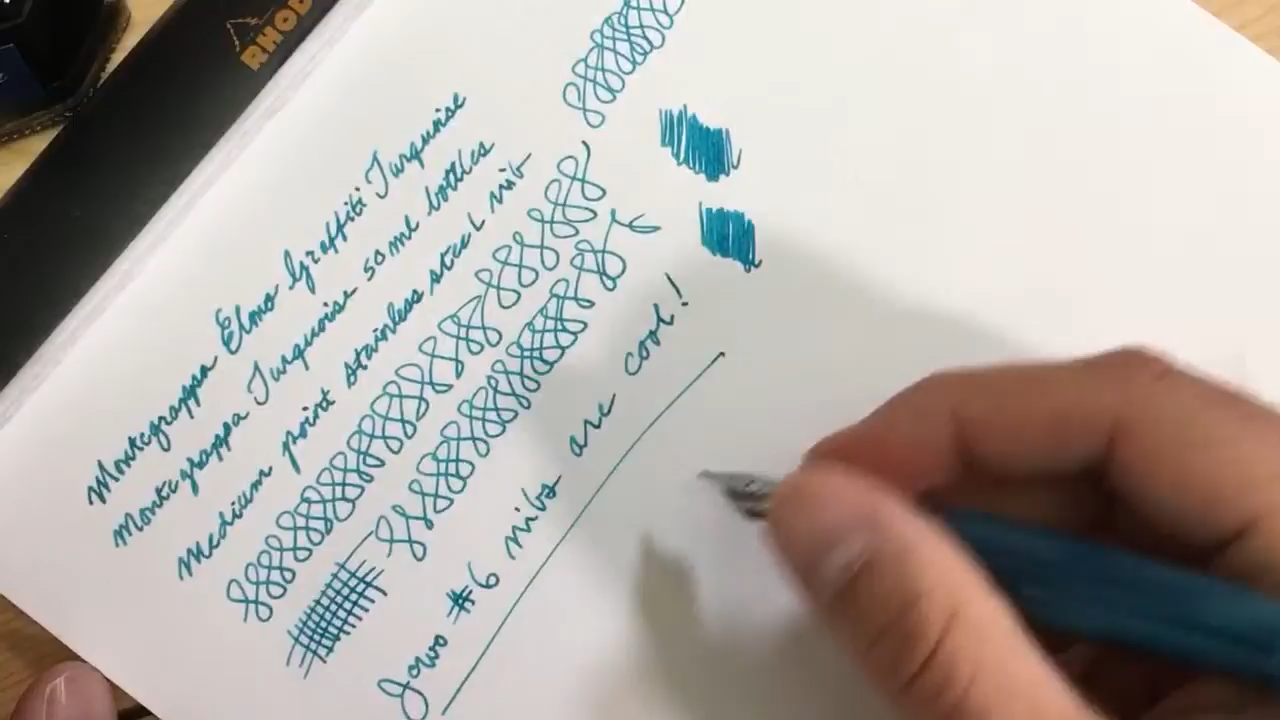 RHOD
Montegrappa Elmo Graffiti Turquoise
Montegrappa Turquoise 50ml bottles
Medium point stainless steel nib
Jowo #6 nibs are cool!